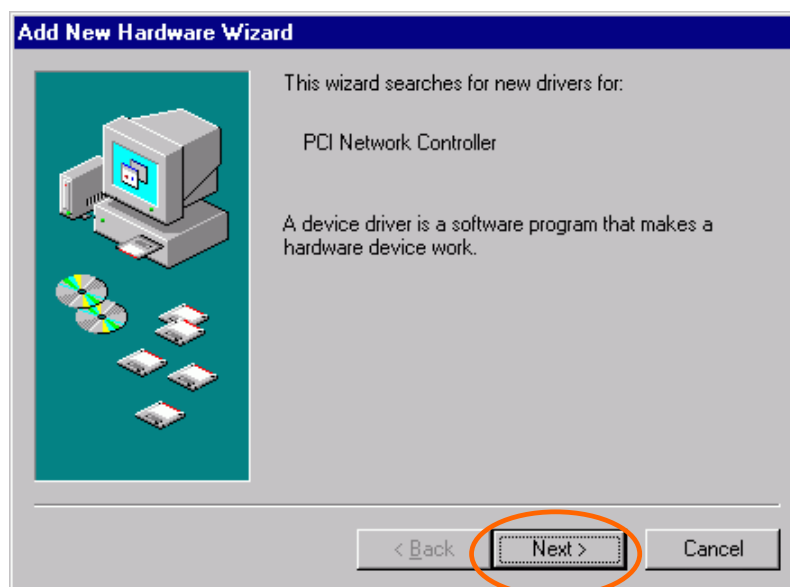 Add New Hardware Wizard
This wizard searches for new drivers for:
PCI Network Controller
A device driver is a software program that makes a
hardware device work.
< Back
Next >
Cancel